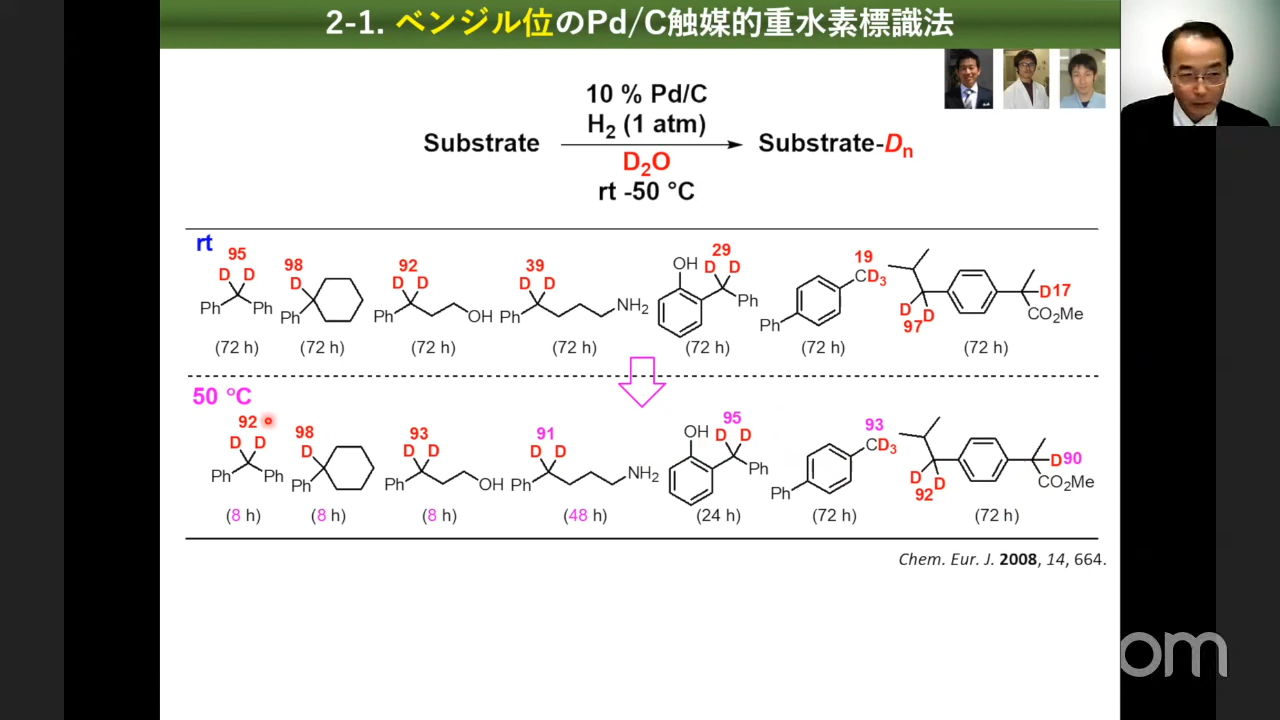 2-1. ベンジル位のPd/C触媒的重水素標識法
10 % Pd/C
H2 (1 atm)
Substrate
Substrate-Dn
D2O
rt -50 °C
rt
95
D D
Ph Ph
(72 h)
98
D
Ph
(72 h)
92
D D
Ph OH
(72 h)
39
D D
Ph NH2
(72 h)
29
OH D D
Ph
(72 h)
19
CD3
Ph
(72 h)
D D
97
D17
CO2Me
(72 h)
50 °C
92
D D
Ph Ph
(8 h)
98
D
Ph
(8 h)
93
D D
Ph OH
(8 h)
91
D D
Ph NH2
(48 h)
95
OH D D
Ph
(24 h)
93
CD3
Ph
(72 h)
D D
92
D90
CO2Me
(72 h)
Chem. Eur. J. 2008, 14, 664.
om